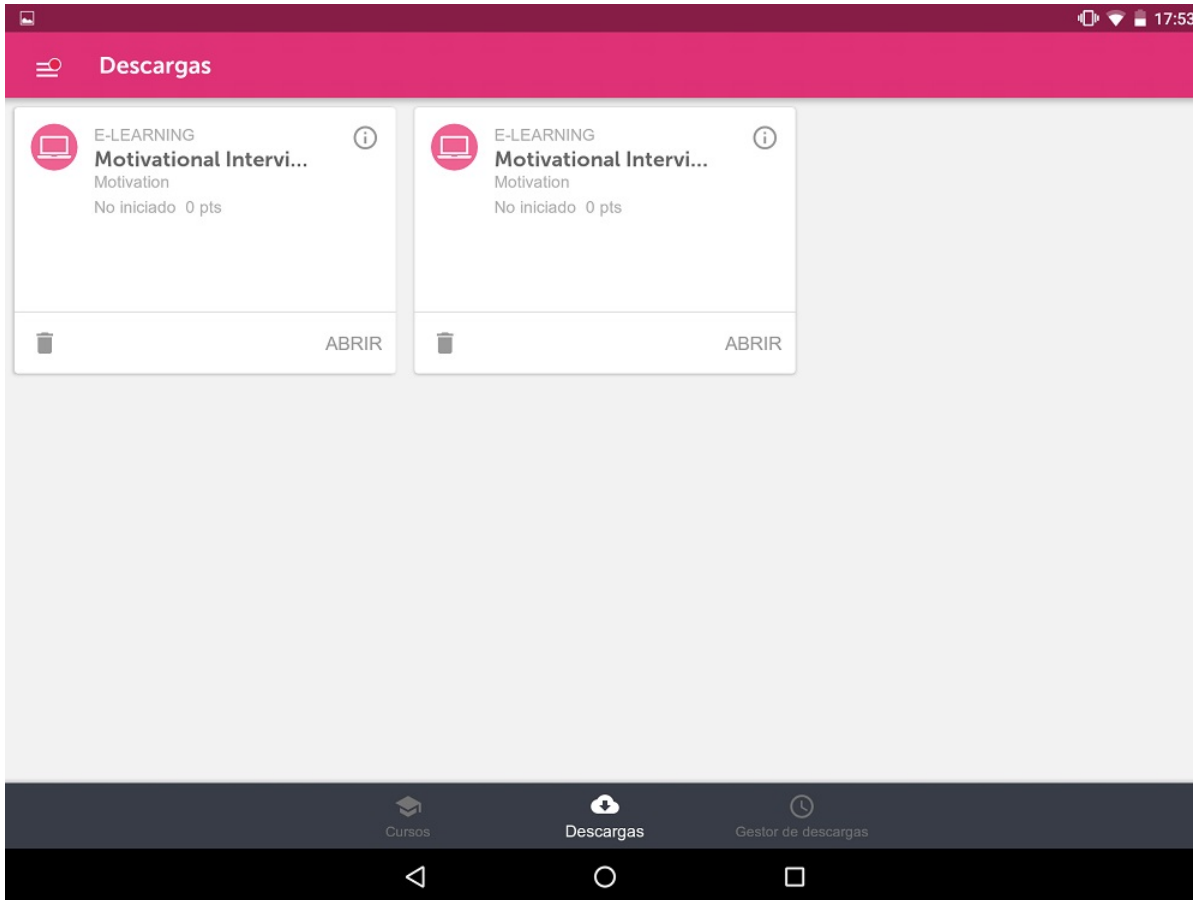 17:53
Descargas
E-LEARNING
Motivational Intervi...
Motivation
No iniciado 0 pts
ABRIR
E-LEARNING
Motivational Intervi...
Motivation
No iniciado 0 pts
ABRIR
Cursos
Descargas
Gestor de descargas